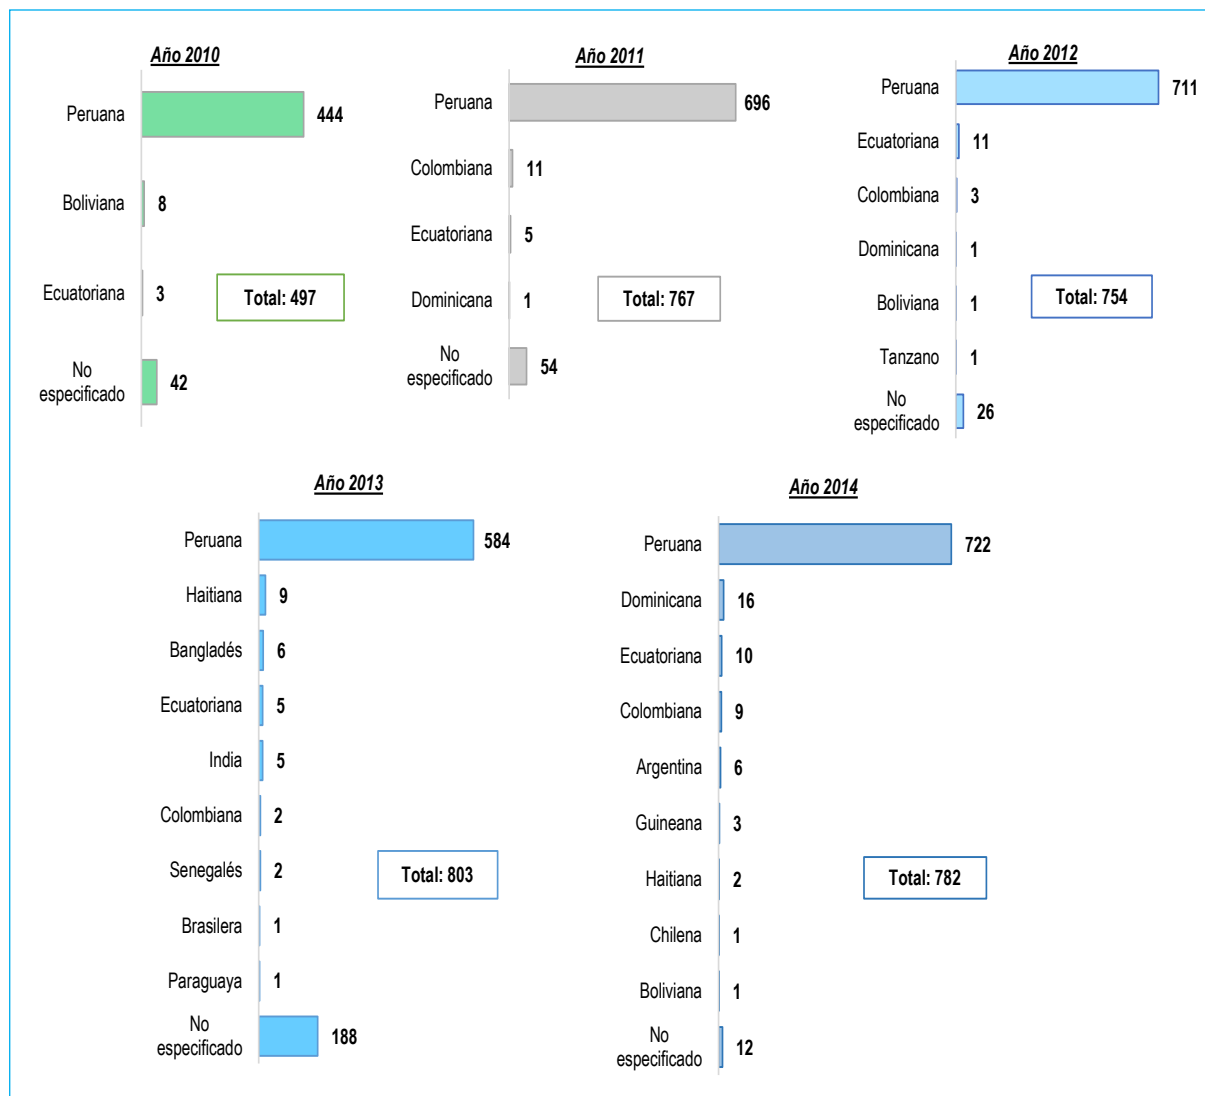 Año 2010
Peruana 444
Boliviana 8
Ecuatoriana 3
Total: 497
No
especificado 42
Año 2011
Peruana 696
Colombiana 11
Ecuatoriana 5
Dominicana 1
Total: 767
No
especificado 54
Año 2012
Peruana 711
Ecuatoriana 11
Colombiana 3
Dominicana 1
Boliviana 1
Total: 754
Tanzano 1
No
especificado 26
Año 2013
Peruana 584
Haitiana 9
Bangladés 6
Ecuatoriana 5
India 5
Colombiana 2
Senegalés 2
Total: 803
Brasilera 1
Paraguaya 1
No
especificado 188
Año 2014
Peruana 722
Dominicana 16
Ecuatoriana 10
Colombiana 9
Argentina 6
Guineana 3
Haitiana 2
Total: 782
Chilena 1
Boliviana 1
No
especificado 12